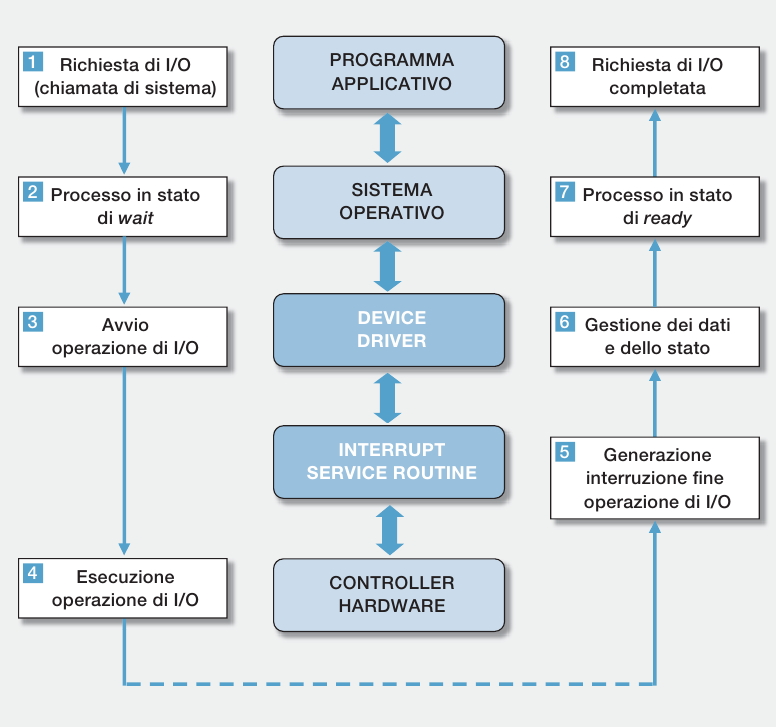 1
Richiesta di I/O
(chiamata di sistema)
2
Processo in stato
di wait
3
Avvio
operazione di I/O
4
Esecuzione
operazione di I/O
PROGRAMMA
APPLICATIVO
SISTEMA
OPERATIVO
DEVICE
DRIVER
INTERRUPT
SERVICE ROUTINE
CONTROLLER
HARDWARE
8
Richiesta di I/O
completata
7
Processo in stato
di ready
6
Gestione dei dati
e dello stato
5
Generazione
interruzione fine
operazione di I/O